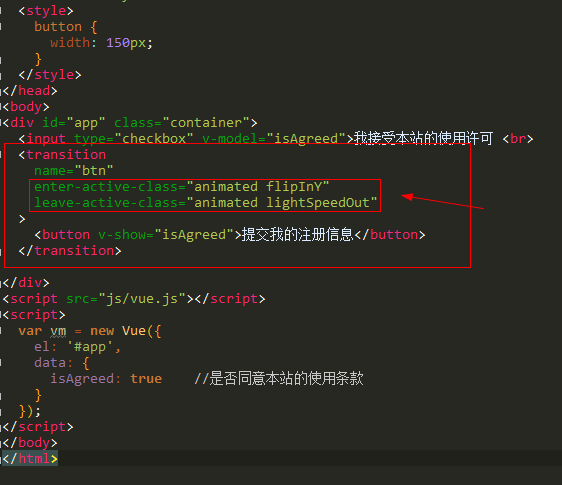 <style>
button {
width: 150px;
}
</style>
</head>
<body>
<div id="app" class="container">
<input type="checkbox" v-model="isAgreed">我接受本站的使用许可 <br>
<transition
name="btn"
enter-active-class="animated flipInY"
leave-active-class="animated lightSpeedOut"
>
<button v-show="isAgreed">提交我的注册信息</button>
</transition>
</div>
<script src="js/vue.js"></script>
<script>
var vm = new Vue({
el: '#app',
data: {
isAgreed: true //是否同意本站的使用条款
}
});
</script>
</body>
</html>